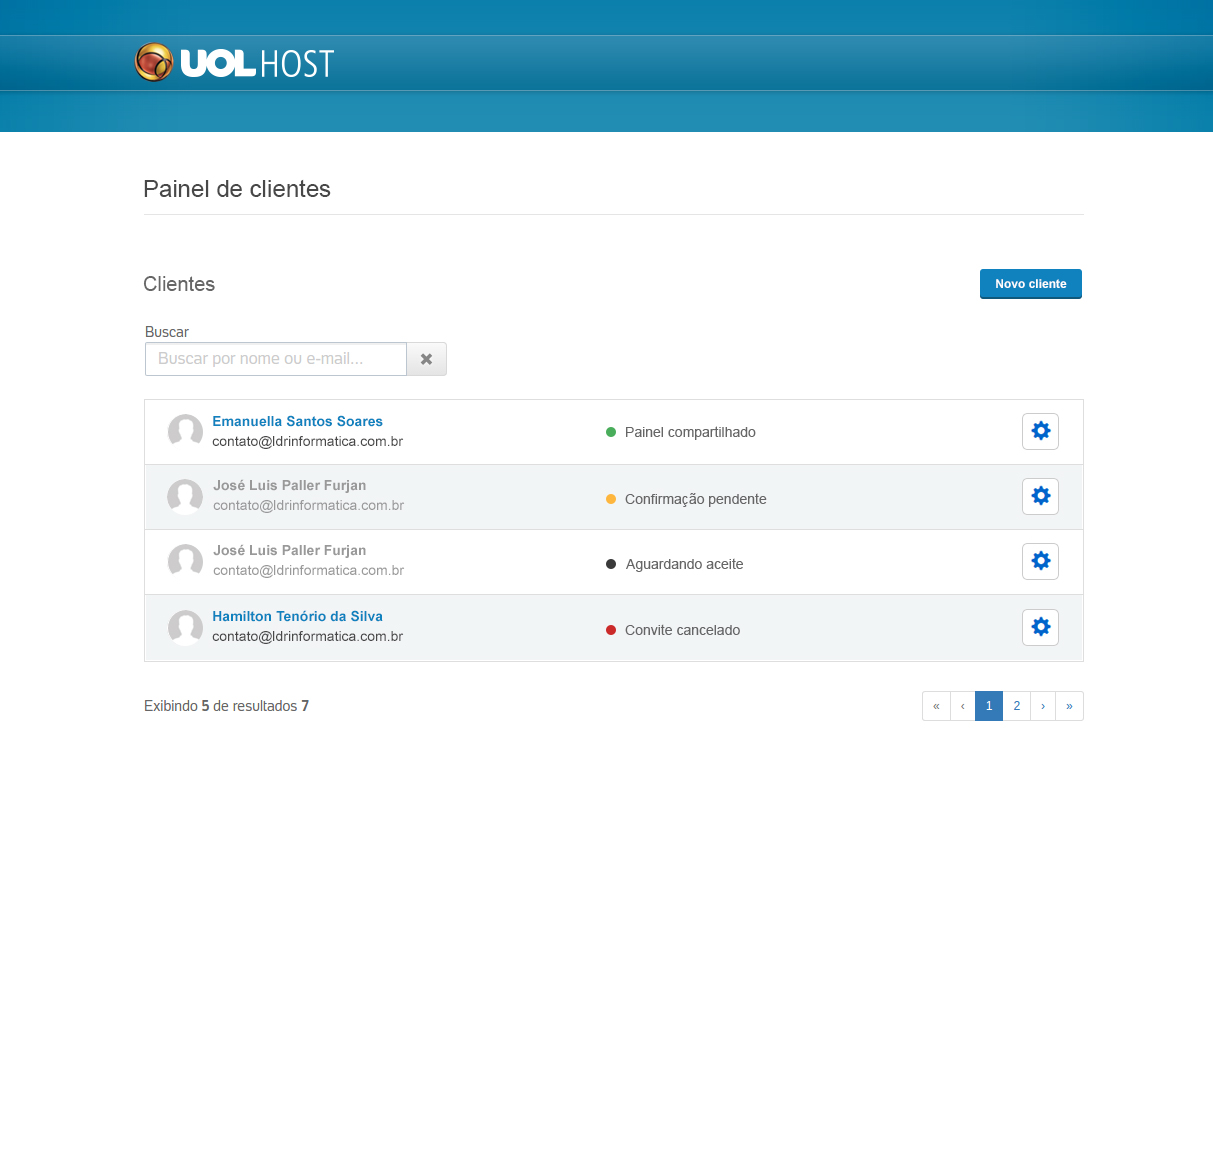 UOL HOST
Painel de clientes
Clientes
Novo cliente
Buscar
Buscar por nome ou e-mail...
Emanuella Santos Soares
contato@ldrinformatica.com.br
Painel compartilhado
José Luis Paller Furjan
contato@ldrinformatica.com.br
Confirmação pendente
José Luis Paller Furjan
contato@ldrinformatica.com.br
Aguardando aceite
Hamilton Tenório da Silva
contato@ldrinformatica.com.br
Convite cancelado
Exibindo 5 de resultados 7
« ‹ 1 2 › »